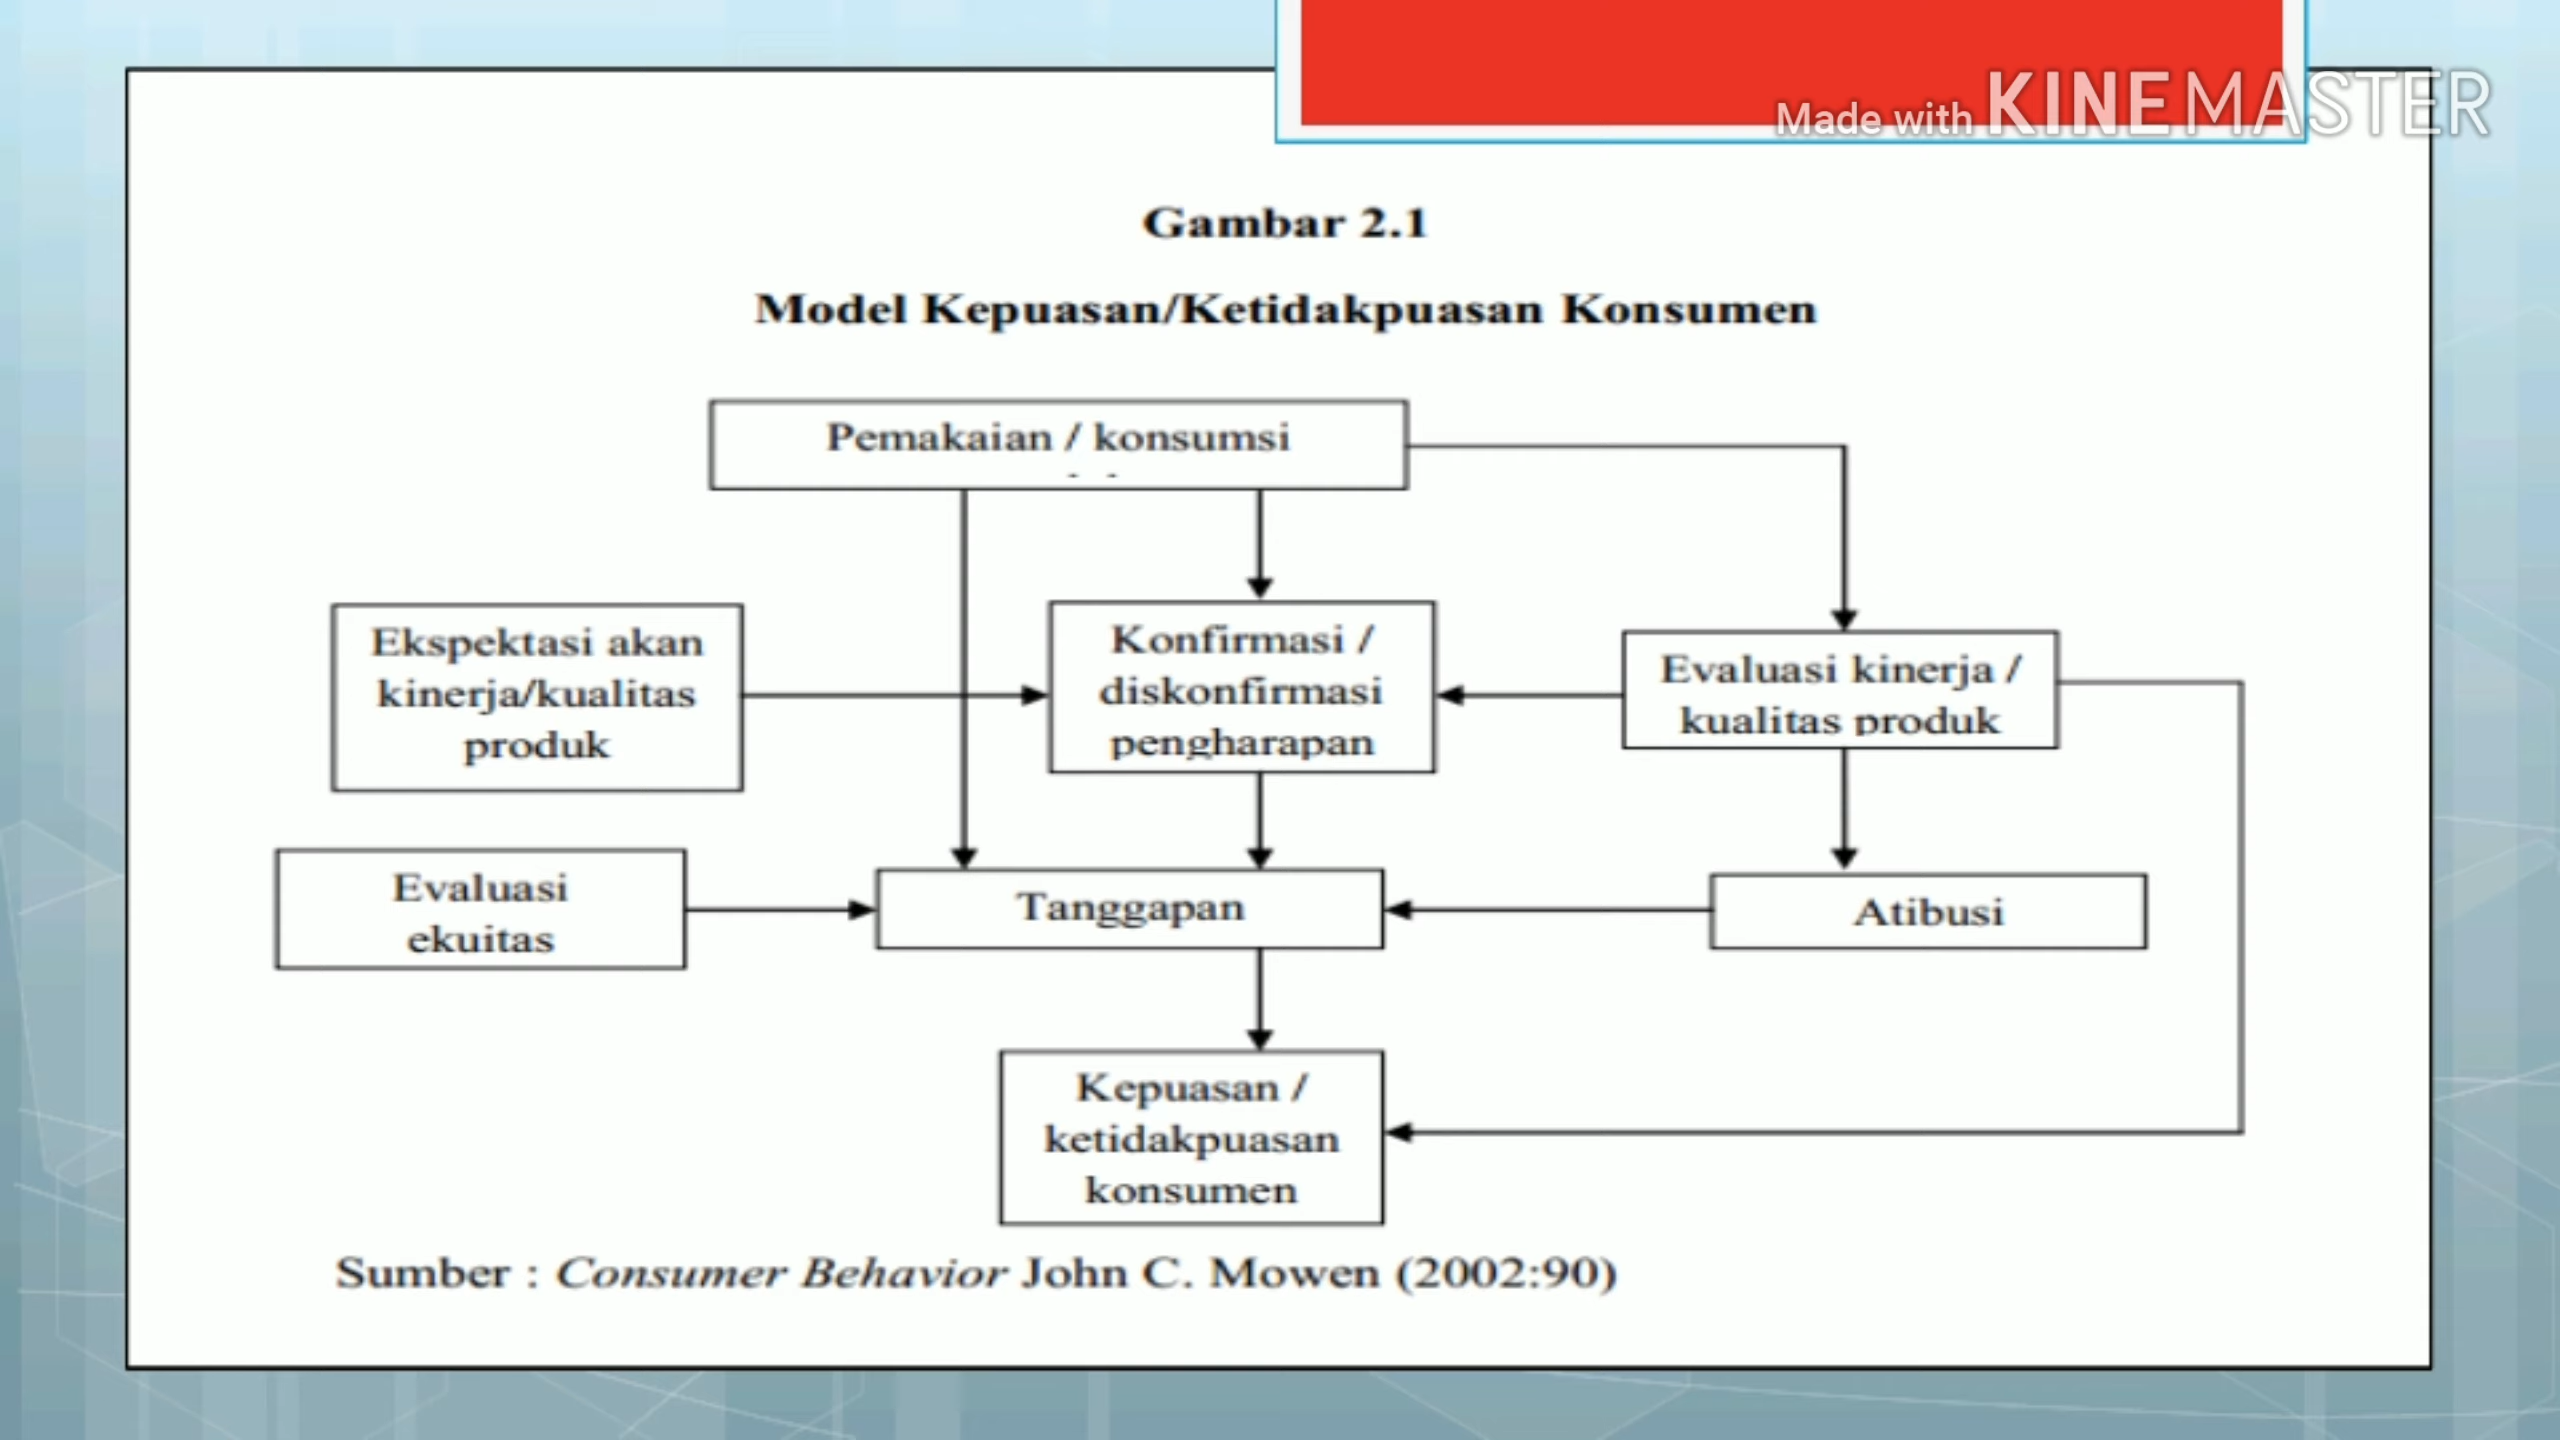 Made with KINEMASTER
Gambar 2.1
Model Kepuasan/Ketidakpuasan Konsumen
Pemakaian / konsumsi
Ekspektasi akan
kinerja/kualitas
produk
Konfirmasi /
diskonfirmasi
pengharapan
Evaluasi kinerja /
kualitas produk
Evaluasi
ekuitas
Tanggapan
Atibusi
Kepuasan /
ketidakpuasan
konsumen
Sumber : Consumer Behavior John C. Mowen (2002:90)